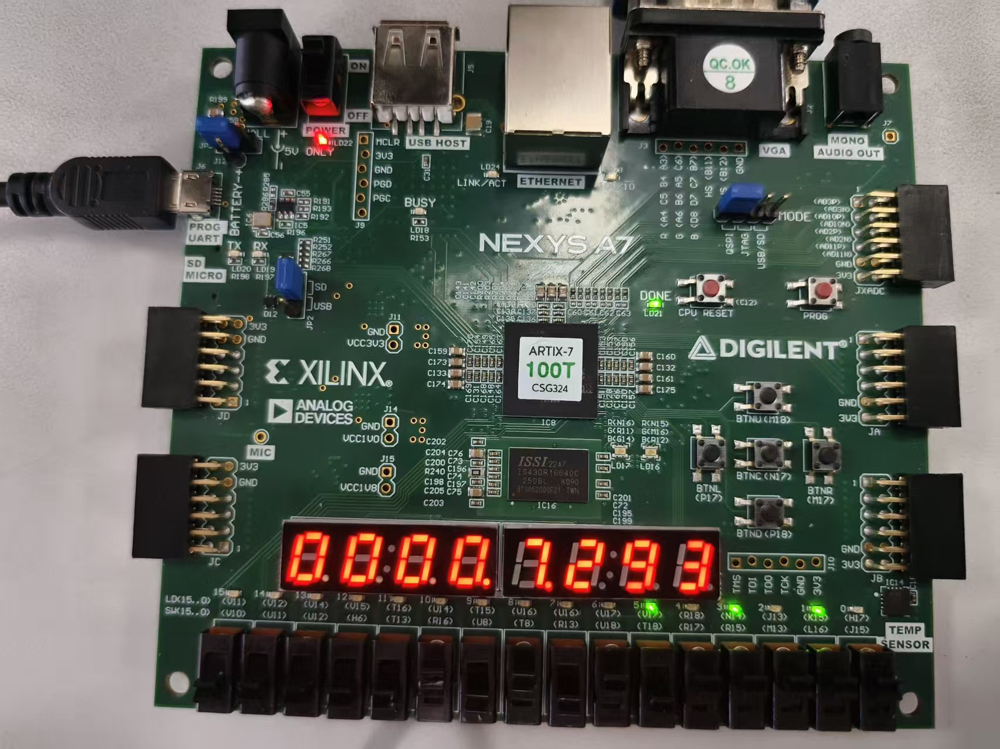 ON
OFF
POWER
LD22
5V ONLY
R199
J12
J6
BATTERY
PROG
UART
TX RX
LD20 LD19
R198 R197
SD
MICRO
C55
R191
R193
R192
IC5
R196
C56
IC6
R286 R285
R251
R252
R267
R266
R268
SD
USB
JP2
D12
MCLR
3V3
GND
PGD
PGC
J9
J5
USB HOST
C31
C19
BUSY
LD18
R153
LD24
LINK/ACT
ETHERNET
QC.OK
8
J2
J3
VGA
J7
MONO
AUDIO OUT
R (A4 C5 B4 A3)
G (A6 B6 A5 C6)
B (D8 D7 C7 B7)
HS (B11)
(B12)
GND
MODE
QSPI
JTAG
USB/SD
NEXYS A7
(AD3P)
(AD3N)
(AD10P)
(AD10N)
(AD2P)
(AD2N)
(AD11P)
(AD11N)
GND
3V3
JXADC
DONE
LD21
CPU RESET
(C12)
PROG
C60 C61 C62 C63
3V3
GND
JD
J11
GND
VCC3V3
XILINX®
ANALOG
DEVICES
MIC
J14
GND
VCC1V0
J15
GND
VCC1V8
C159
C173
C133
C174
C160
C132
C161
C175
ARTIX-7
100T
CSG324
IC8
DIGILENT®
1
GND
3V3
JA
BTNU(M18)
BTNL
(P17)
BTNC(N17)
BTNR
(M17)
BTND(P18)
R(N16)
G(R11)
B(G14)
LD17
R(N15)
G(M16)
B(R12)
LD16
C202
C204 C76
C200 C73
R240 C196
C74
C198 C197
C205 C75
C203
ISSI 2247
IS43DR16640C
25DBL K090
TWN
IC16
C201
C72
C195
C199
3V3
GND
1
JC
1
GND
3V3
JB
J10
TMS
TDI
TDO
TCK
GND
3V3
IC14
TEMP
SENSOR
0000.7.293
LD(15..0) 15 (V11) 14 (V12) 13 (V14) 12 (V15) 11 (T16) 10 (U14) 9 (T15) 8 (V16) 7 (U16) 6 (U17) 5 (V17) 4 (R18) 3 (N14) 2 (J13) 1 (K15) 0 (H17)
SW(15..0) (V10) (U11) (U12) (H6) (T13) (R16) (U8) (T8) (R13) (U18) (T18) (R17) (R15) (M13) (L16) (J15)